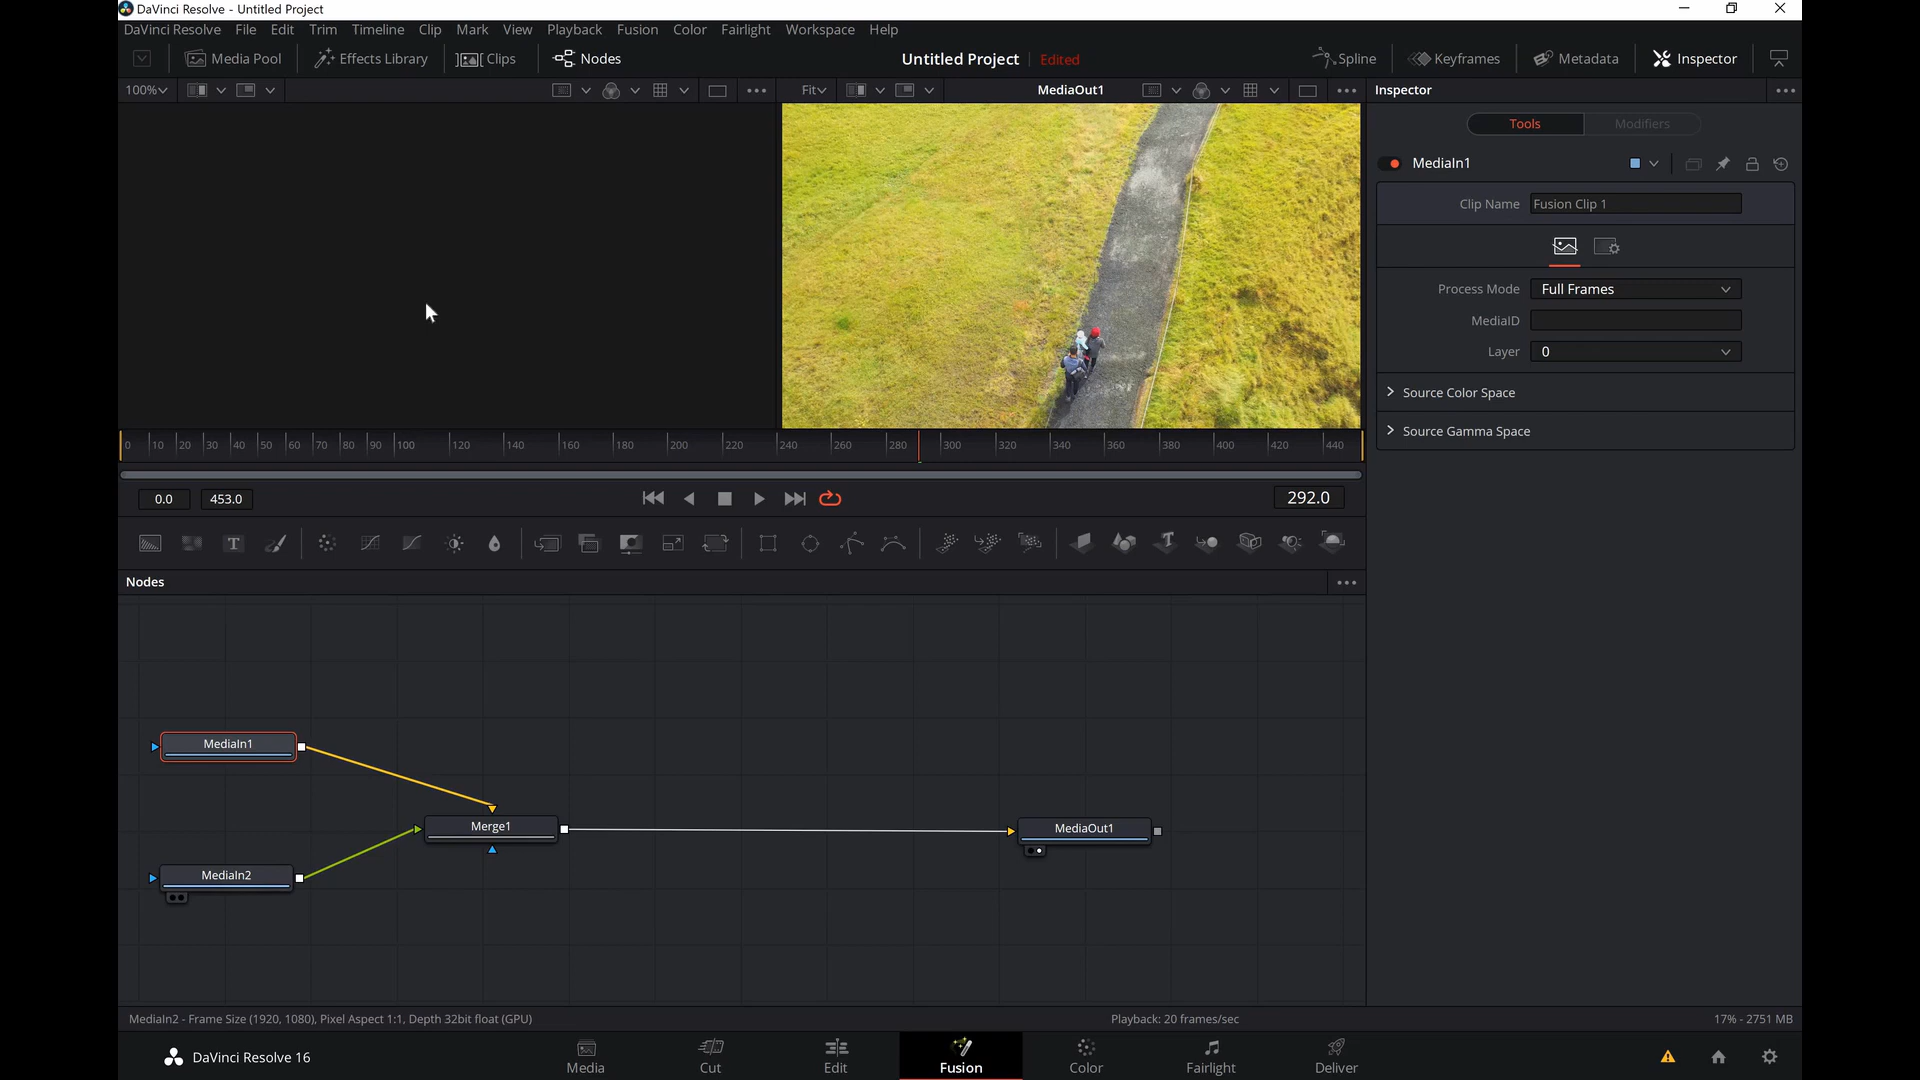 DaVinci Resolve - Untitled Project
DaVinci Resolve File Edit Trim Timeline Clip Mark View Playback Fusion Color Fairlight Workspace Help
Media Pool Effects Library Clips Nodes Untitled Project Edited Spline Keyframes Metadata Inspector
100% Fit MediaOut1 Inspector
Tools Modifiers
MediaIn1
Clip Name Fusion Clip 1
Process Mode Full Frames
MediaID
Layer 0
Source Color Space
Source Gamma Space
0 10 20 30 40 50 60 70 80 90 100 120 140 160 180 200 220 240 260 280 300 320 340 360 380 400 420 440
0.0 453.0 292.0
Nodes
MediaIn1
Merge1
MediaOut1
MediaIn2
MediaIn2 - Frame Size (1920, 1080), Pixel Aspect 1:1, Depth 32bit float (GPU) Playback: 20 frames/sec 17% - 2751 MB
DaVinci Resolve 16 Media Cut Edit Fusion Color Fairlight Deliver